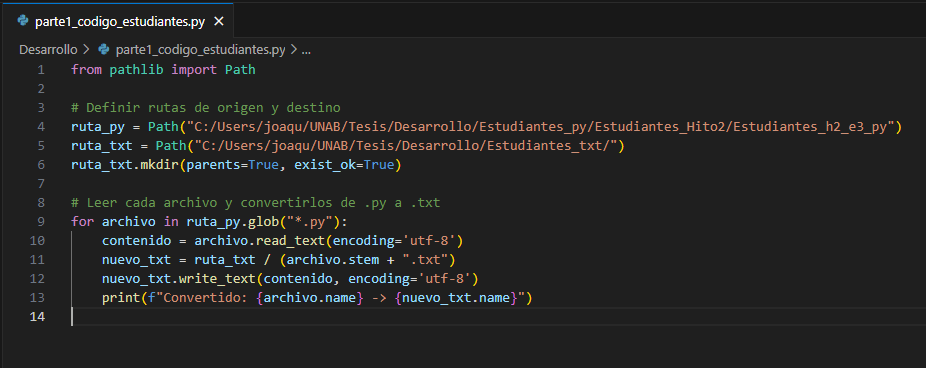 parte1_codigo_estudiantes.py ×
Desarrollo > parte1_codigo_estudiantes.py > ...
1 from pathlib import Path
2
3 # Definir rutas de origen y destino
4 ruta_py = Path("C:/Users/joaqu/UNAB/Tesis/Desarrollo/Estudiantes_py/Estudiantes_Hito2/Estudiantes_h2_e3_py")
5 ruta_txt = Path("C:/Users/joaqu/UNAB/Tesis/Desarrollo/Estudiantes_txt/")
6 ruta_txt.mkdir(parents=True, exist_ok=True)
7
8 # Leer cada archivo y convertirlos de .py a .txt
9 for archivo in ruta_py.glob("*.py"):
10     contenido = archivo.read_text(encoding='utf-8')
11     nuevo_txt = ruta_txt / (archivo.stem + ".txt")
12     nuevo_txt.write_text(contenido, encoding='utf-8')
13     print(f"Convertido: {archivo.name} -> {nuevo_txt.name}")
14